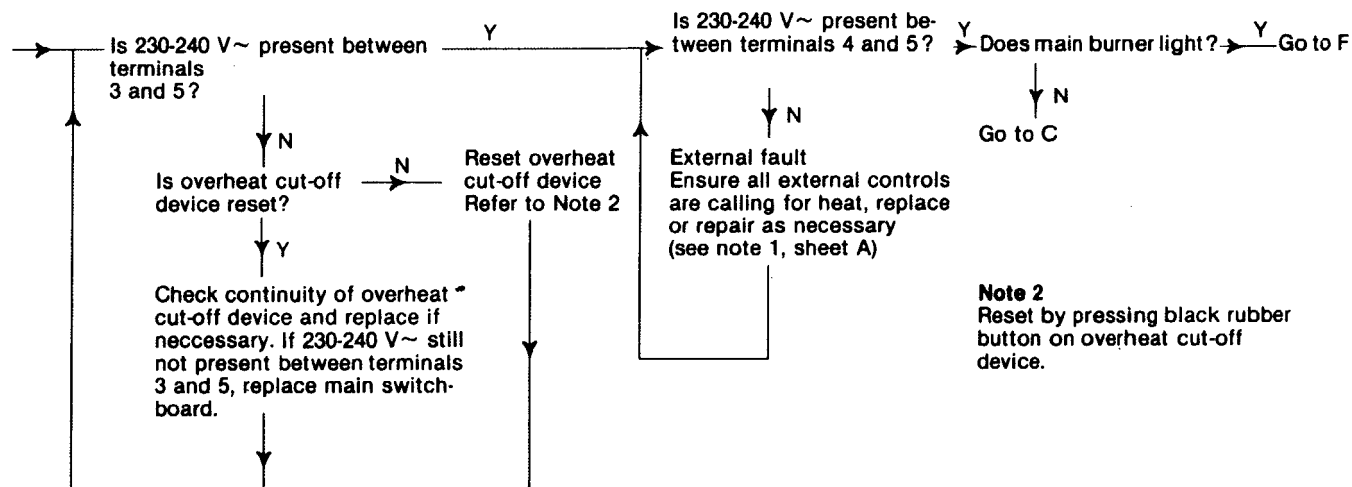 Is 230-240 V~ present between
terminals
3 and 5?
Y
Is 230-240 V~ present be-
tween terminals 4 and 5?
Y
Does main burner light?
Y
Go to F
N
Go to C
N
External fault
Ensure all external controls
are calling for heat, replace
or repair as necessary
(see note 1, sheet A)
N
Is overheat cut-off
device reset?
N
Reset overheat
cut-off device
Refer to Note 2
Y
Check continuity of overheat
cut-off device and replace if
neccessary. If 230-240 V~ still
not present between terminals
3 and 5, replace main switch-
board.
Note 2
Reset by pressing black rubber
button on overheat cut-off
device.